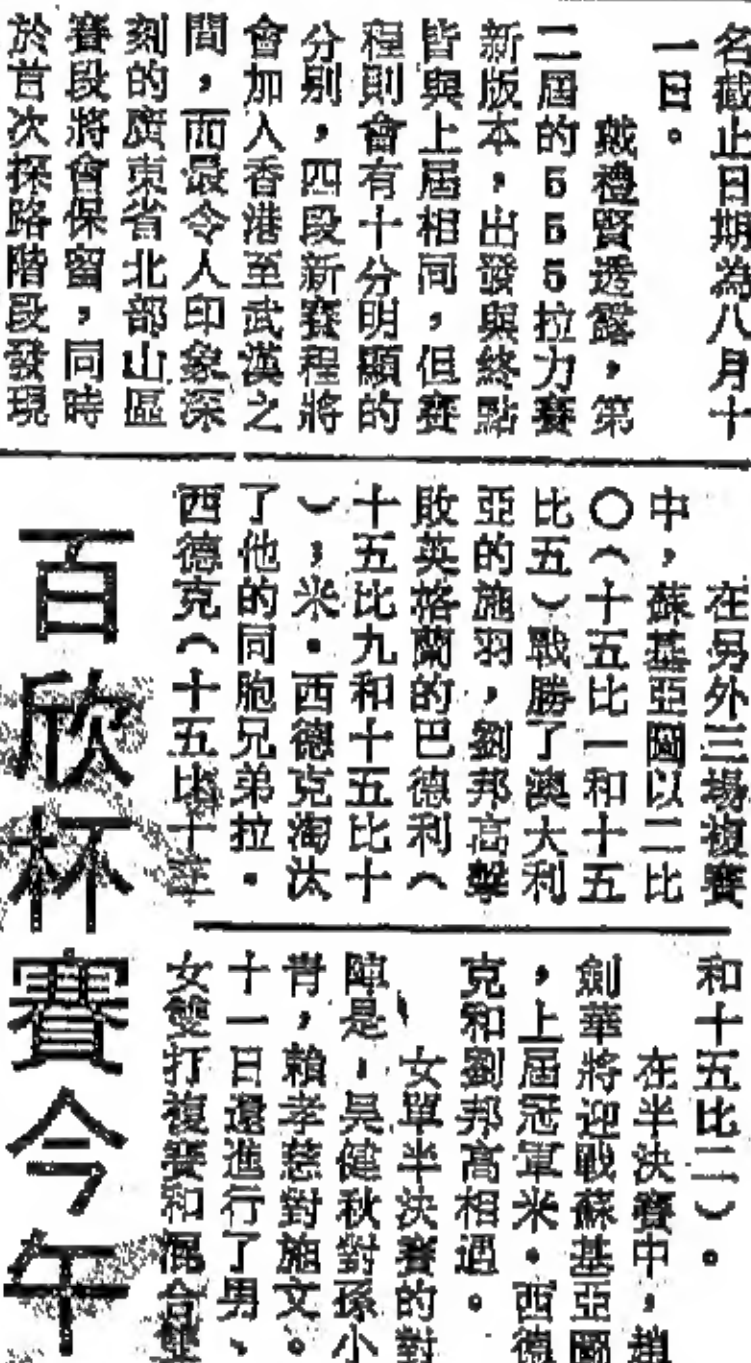 名截止日期為八月十
一日。
戴禮賢透露，第
二屆的５５５拉力賽
新版本，出發與終點
皆與上屆相同，但賽
程則會有十分明顯的
分別，四段新賽程將
會加入香港至武漢之
間，而最令人印象深
刻的廣東省北部山區
賽段將會保留，同時
於首次探路階段發現
在另外三場複賽
中，蘇基亞圖以二比
〇（十五比一和十五
比五）戰勝了澳大利
亞的施羽，劉邦高擊
敗英格蘭的巴德利（
十五比九和十五比十
），米·西德克淘汰
了他的同胞兄弟拉·
西德克（十五比十
和十五比二）。
在半決賽中，趙
劍華將迎戰蘇基亞圖
，上屆冠軍米·西德
克和劉邦高相遇。
女單半決賽的對
陣是，吳健秋對孫小
青，賴孝慈對施文。
十一日還進行了男、
女雙打複賽和混合雙
百欣杯賽今午